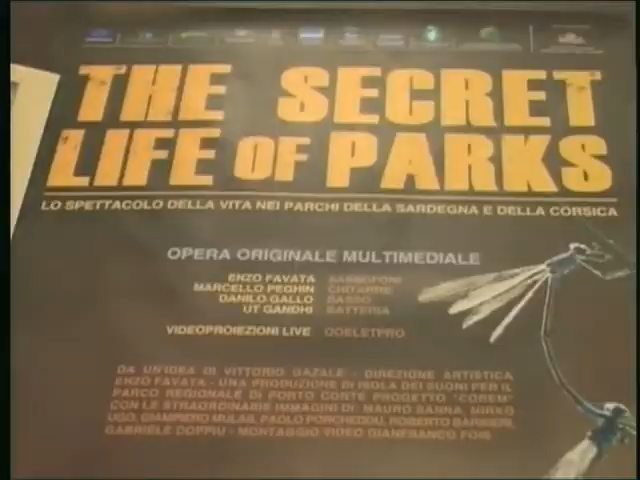 THE SECRET
LIFE OF PARKS
LO SPETTACOLO DELLA VITA NEI PARCHI DELLA SARDEGNA E DELLA CORSICA
OPERA ORIGINALE MULTIMEDIALE
ENZO FAVATA SASSOFONI
MARCELLO PEGHIN CHITARRE
DANILO GALLO BASSO
UT GANDHI BATTERIA
VIDEOPROIEZIONI LIVE
DA UN'IDEA DI VITTORIO GAZALE - DIREZIONE ARTISTICA
ENZO FAVATA - UNA PRODUZIONE DI ISOLA DEI SUONI PER IL
PARCO REGIONALE DI PORTO CONTE PROGETTO "COREM"
CON LE STRAORDINARIE IMMAGINI DI MAURO SANNA, MIRKO
UGO, GIAMPIERO MULAS, PAOLO PORCHEDDU, ROBERTO BARBIERI,
GABRIELE DOPPIU - MONTAGGIO VIDEO GIANFRANCO FOIS